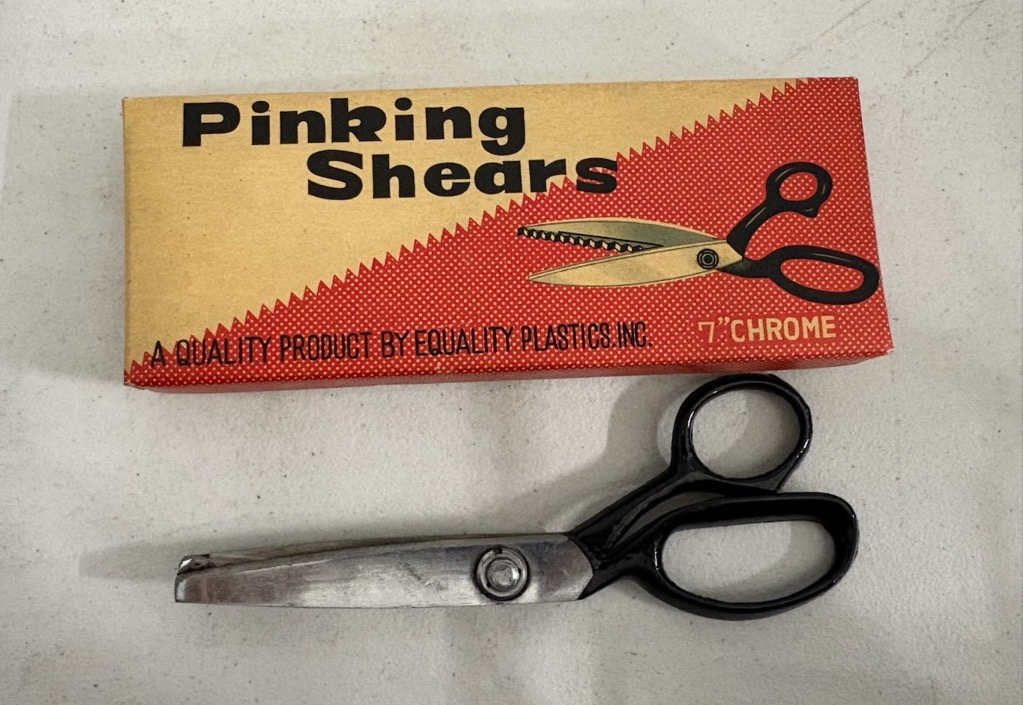 Pinking
Shears
A QUALITY PRODUCT BY EQUALITY PLASTICS, INC.
7" CHROME